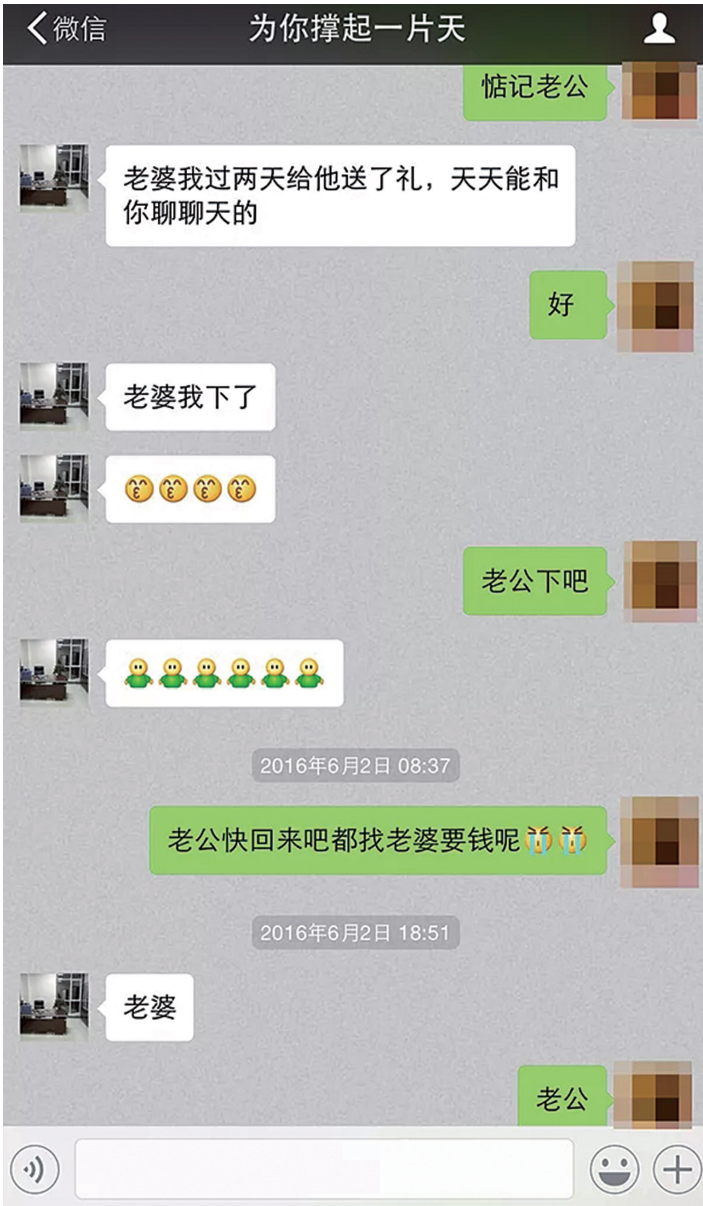 微信
为你撑起一片天
惦记老公
老婆我过两天给他送了礼，天天能和
你聊聊天的
好
老婆我下了
老公下吧
2016年6月2日 08:37
老公快回来吧都找老婆要钱呢
2016年6月2日 18:51
老婆
老公